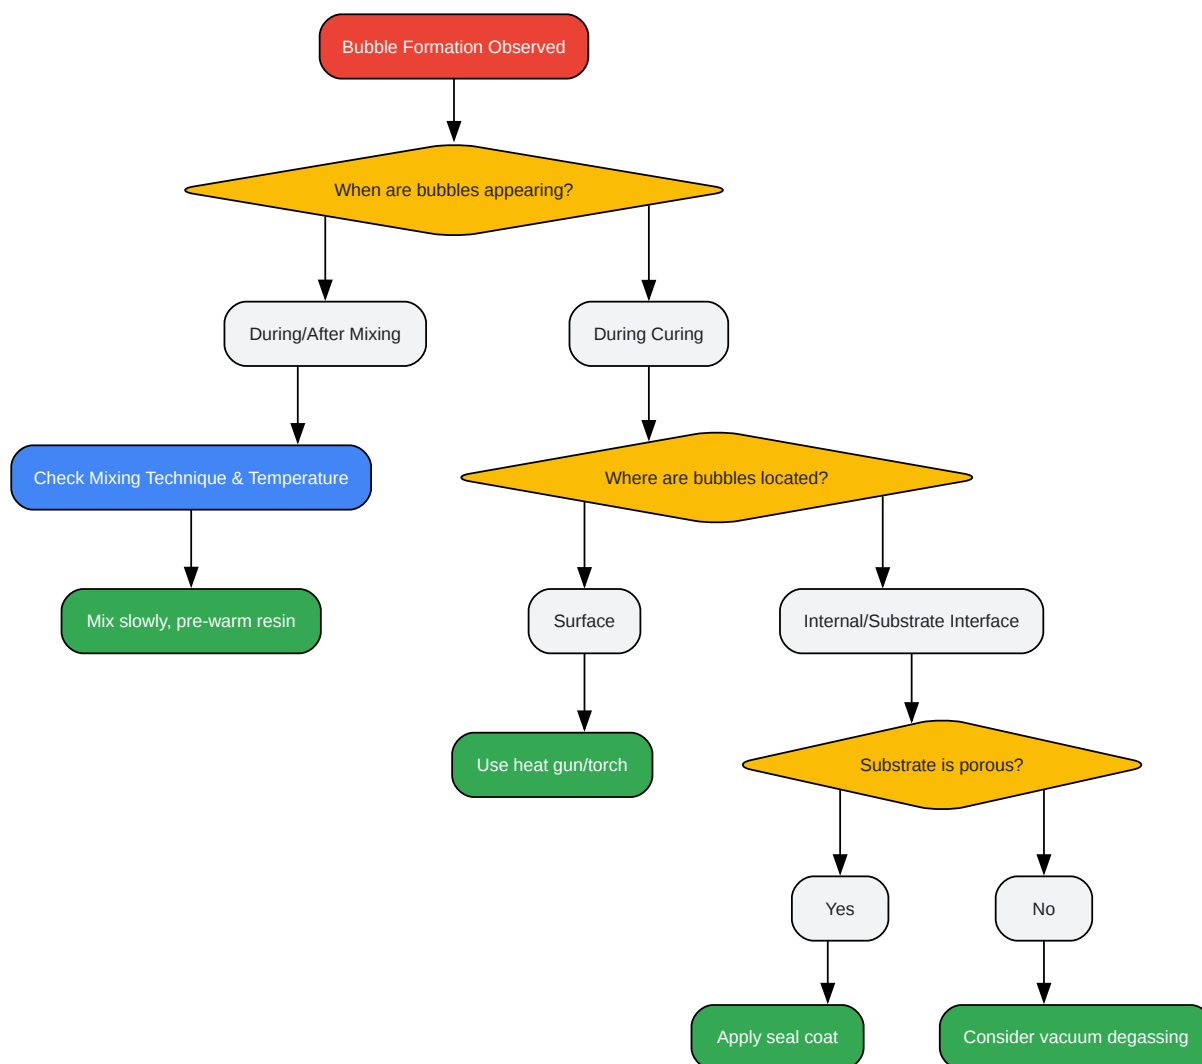 Bubble Formation Observed
When are bubbles appearing?
During/After Mixing
During Curing
Check Mixing Technique & Temperature
Where are bubbles located?
Mix slowly, pre-warm resin
Surface
Internal/Substrate Interface
Use heat gun/torch
Substrate is porous?
Yes
No
Apply seal coat
Consider vacuum degassing